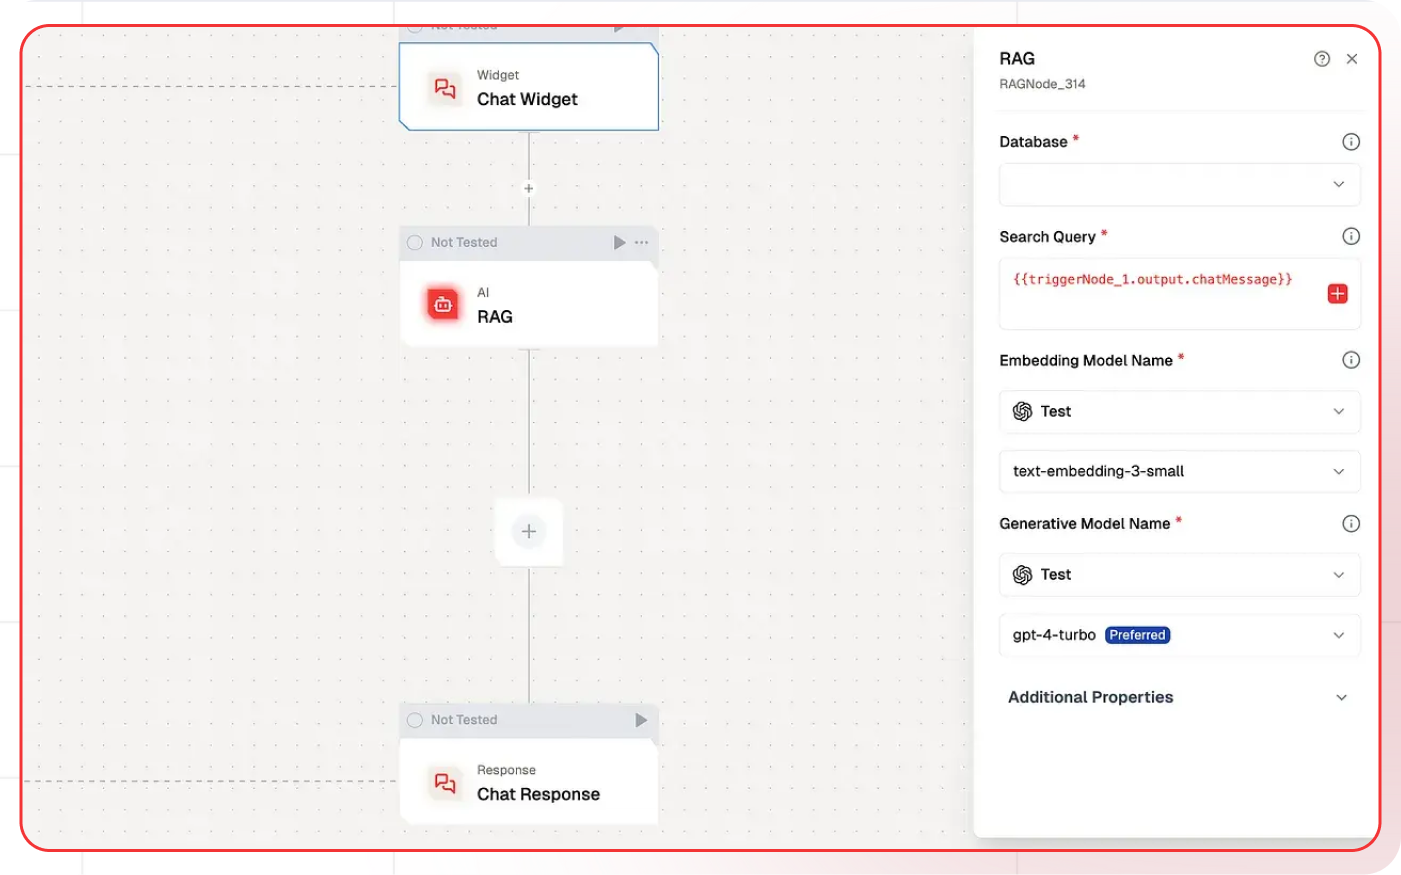 Not Tested
Widget
Chat Widget
Not Tested
AI
RAG
Not Tested
Response
Chat Response
RAG
RAGNode_314
Database *
Search Query *
{{triggerNode_1.output.chatMessage}}
Embedding Model Name *
Test
text-embedding-3-small
Generative Model Name *
Test
gpt-4-turbo Preferred
Additional Properties